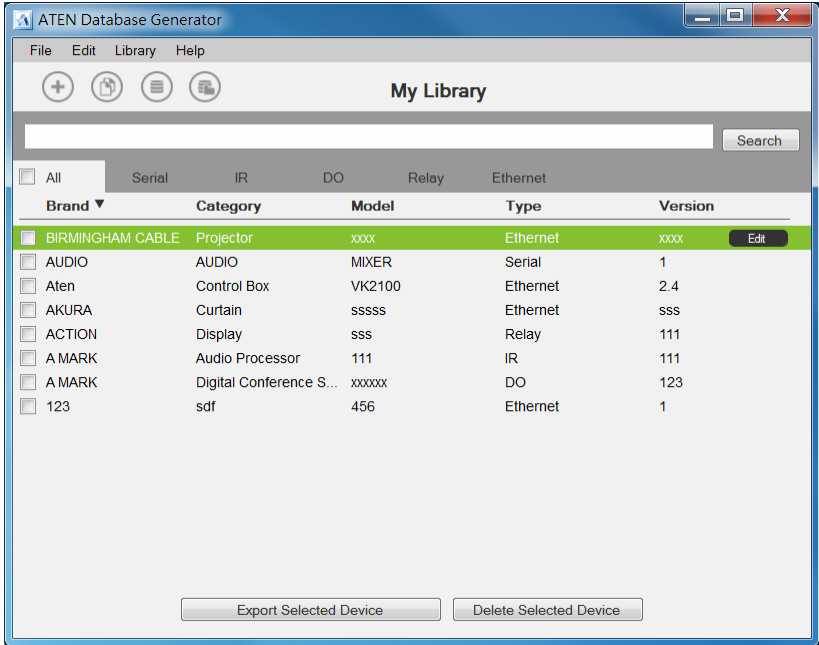 ATEN Database Generator
File Edit Library Help
My Library
Search
All Serial IR DO Relay Ethernet
Brand ▼ Category Model Type Version
BIRMINGHAM CABLE Projector xxxx Ethernet xxxx Edit
AUDIO AUDIO MIXER Serial 1
Aten Control Box VK2100 Ethernet 2.4
AKURA Curtain sssss Ethernet sss
ACTION Display sss Relay 111
A MARK Audio Processor 111 IR 111
A MARK Digital Conference S... xxxxxx DO 123
123 sdf 456 Ethernet 1
Export Selected Device Delete Selected Device